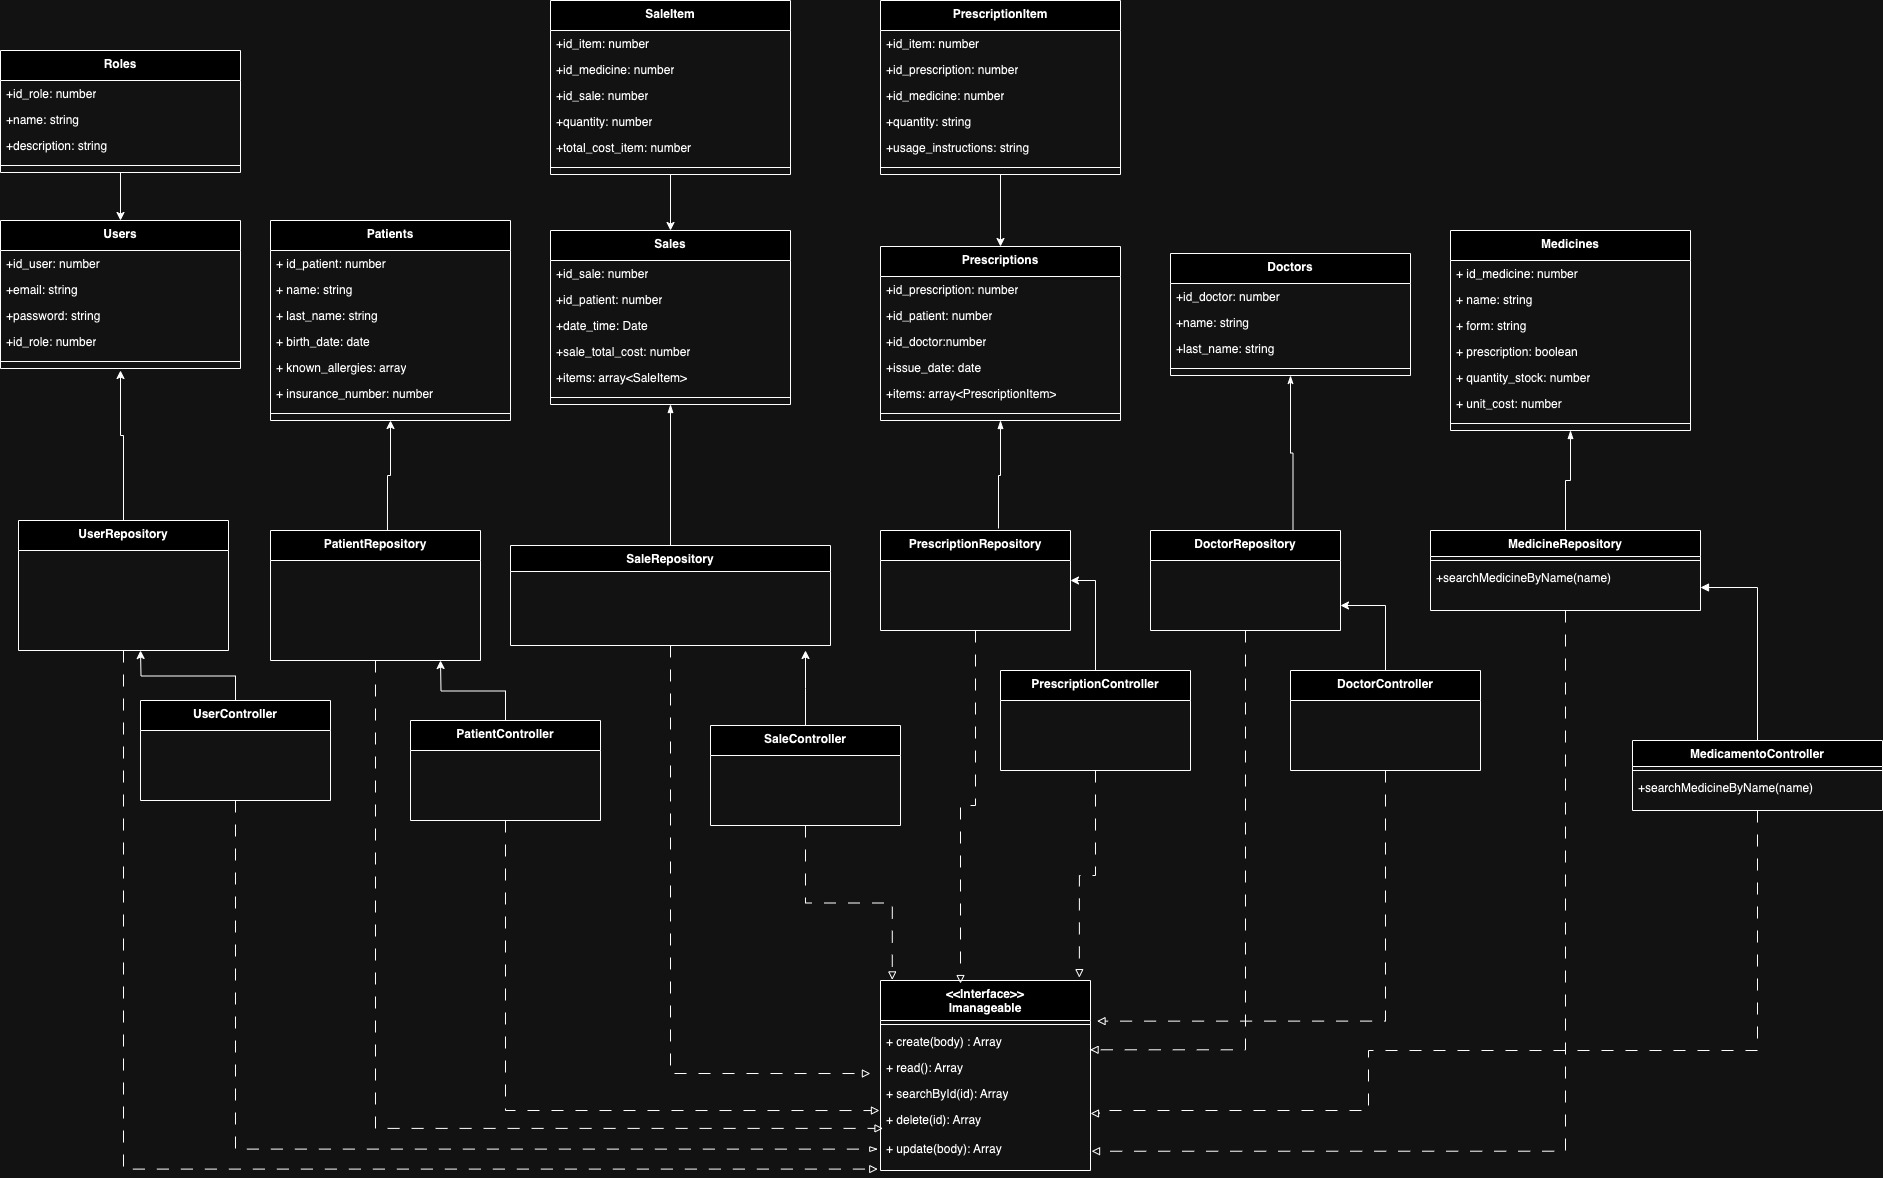 SaleItem
+id_item: number
+id_medicine: number
+id_sale: number
+quantity: number
+total_cost_item: number
PrescriptionItem
+id_item: number
+id_prescription: number
+id_medicine: number
+quantity: string
+usage_instructions: string
Roles
+id_role: number
+name: string
+description: string
Users
+id_user: number
+email: string
+password: string
+id_role: number
Patients
+ id_patient: number
+ name: string
+ last_name: string
+ birth_date: date
+ known_allergies: array
+ insurance_number: number
Sales
+id_sale: number
+id_patient: number
+date_time: Date
+sale_total_cost: number
+items: array<SaleItem>
Prescriptions
+id_prescription: number
+id_patient: number
+id_doctor:number
+issue_date: date
+items: array<PrescriptionItem>
Doctors
+id_doctor: number
+name: string
+last_name: string
Medicines
+ id_medicine: number
+ name: string
+ form: string
+ prescription: boolean
+ quantity_stock: number
+ unit_cost: number
UserRepository
PatientRepository
SaleRepository
PrescriptionRepository
DoctorRepository
MedicineRepository
+searchMedicineByName(name)
UserController
PatientController
SaleController
PrescriptionController
DoctorController
MedicamentoController
+searchMedicineByName(name)
<<Interface>>
Imanageable
+ create(body) : Array
+ read(): Array
+ searchById(id): Array
+ delete(id): Array
+ update(body): Array